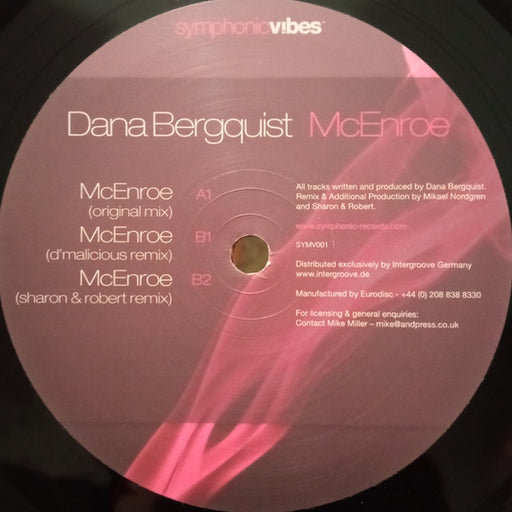 symphonicvibes™
Dana Bergquist McEnroe
McEnroe A1
(original mix)
McEnroe B1
(d'malicious remix)
McEnroe B2
(sharon & robert remix)
All tracks written and produced by Dana Bergquist.
Remix & Additional Production by Mikael Nordgren
and Sharon & Robert.
www.symphonic-records.com
SYMV001
Distributed exclusively by Intergroove Germany
www.intergroove.de
Manufactured by Eurodisc - +44 (0) 208 838 8330
For licensing & general enquiries:
Contact Mike Miller – mike@andpress.co.uk